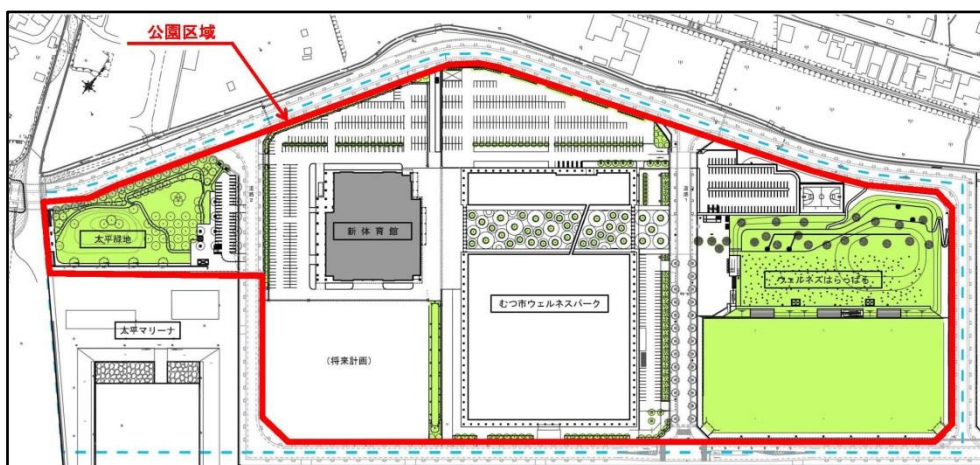 公園区域
太平緑地
新体育館
ウェルネスはらっぱる
むつ市ウェルネスパーク
太平マリーナ
(将来計画)